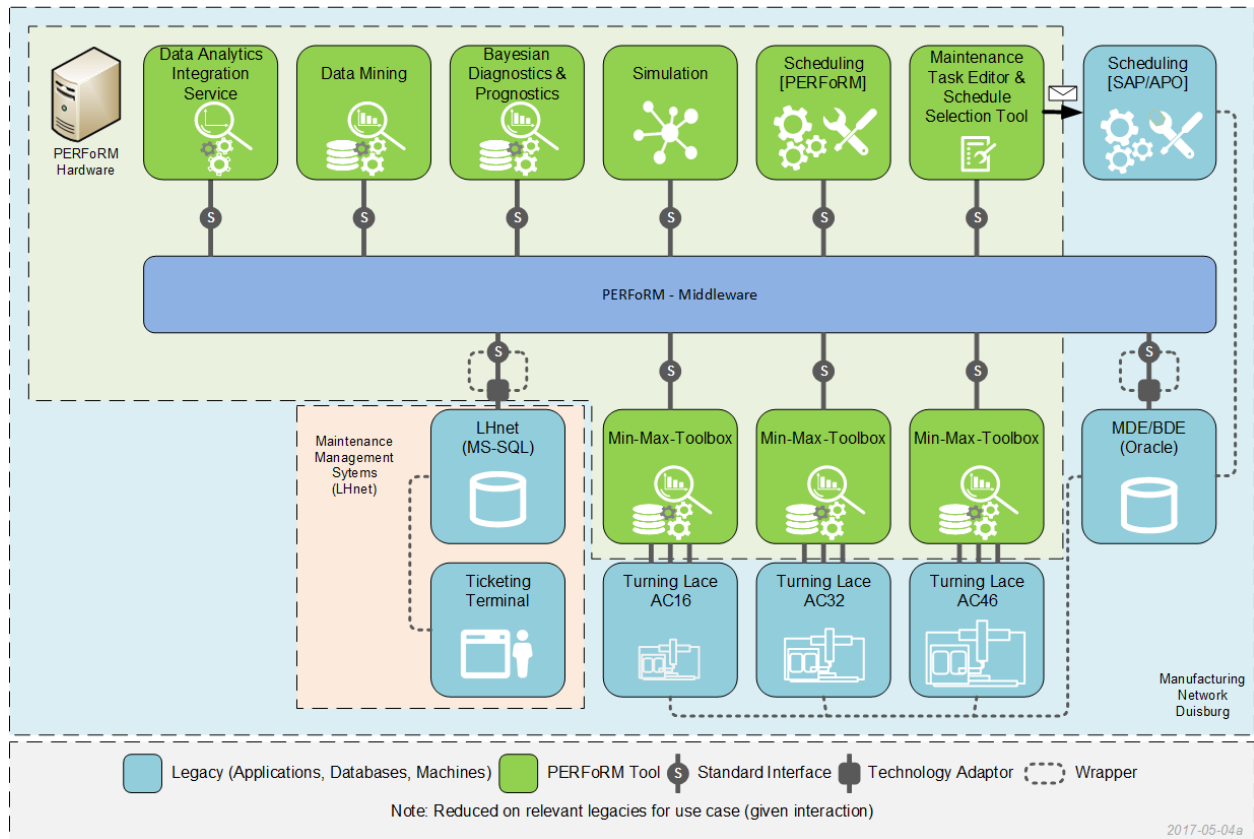 Data Analytics
Integration
Service
Data Mining
Bayesian
Diagnostics &
Prognostics
Simulation
Scheduling
[PERFoRM]
Maintenance
Task Editor &
Schedule
Selection Tool
Scheduling
[SAP/APO]
PERFoRM
Hardware
S
S
S
S
S
S
PERFoRM - Middleware
S
S
S
S
S
Maintenance
Management
Sytems
(LHnet)
LHnet
(MS-SQL)
Min-Max-Toolbox
Min-Max-Toolbox
Min-Max-Toolbox
MDE/BDE
(Oracle)
Ticketing
Terminal
Turning Lace
AC16
Turning Lace
AC32
Turning Lace
AC46
Manufacturing
Network
Duisburg
Legacy (Applications, Databases, Machines)
PERFoRM Tool
S
Standard Interface
Technology Adaptor
Wrapper
Note: Reduced on relevant legacies for use case (given interaction)
2017-05-04a